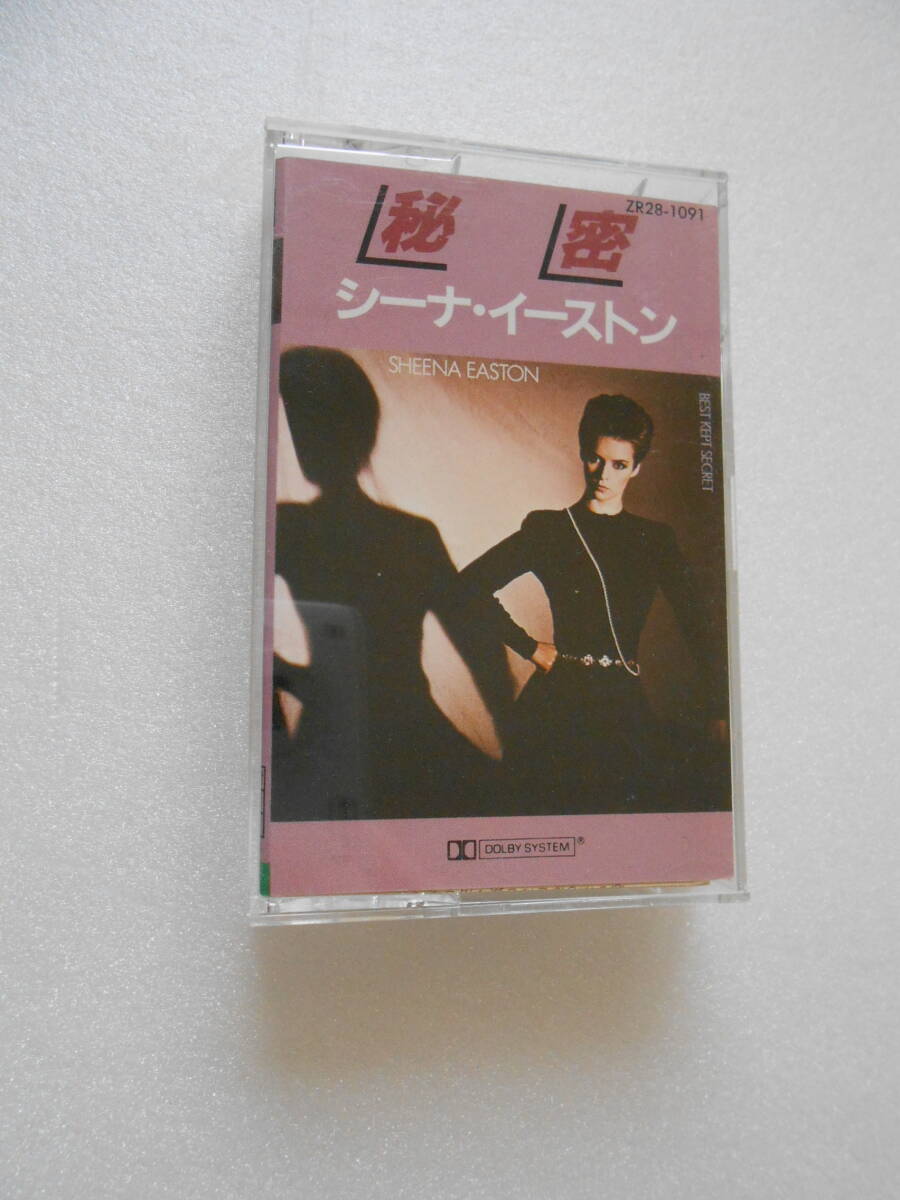 ZR28-1091
秘密
シーナ・イーストン
SHEENA EASTON
BEST KEPT SECRET
DOLBY SYSTEM®